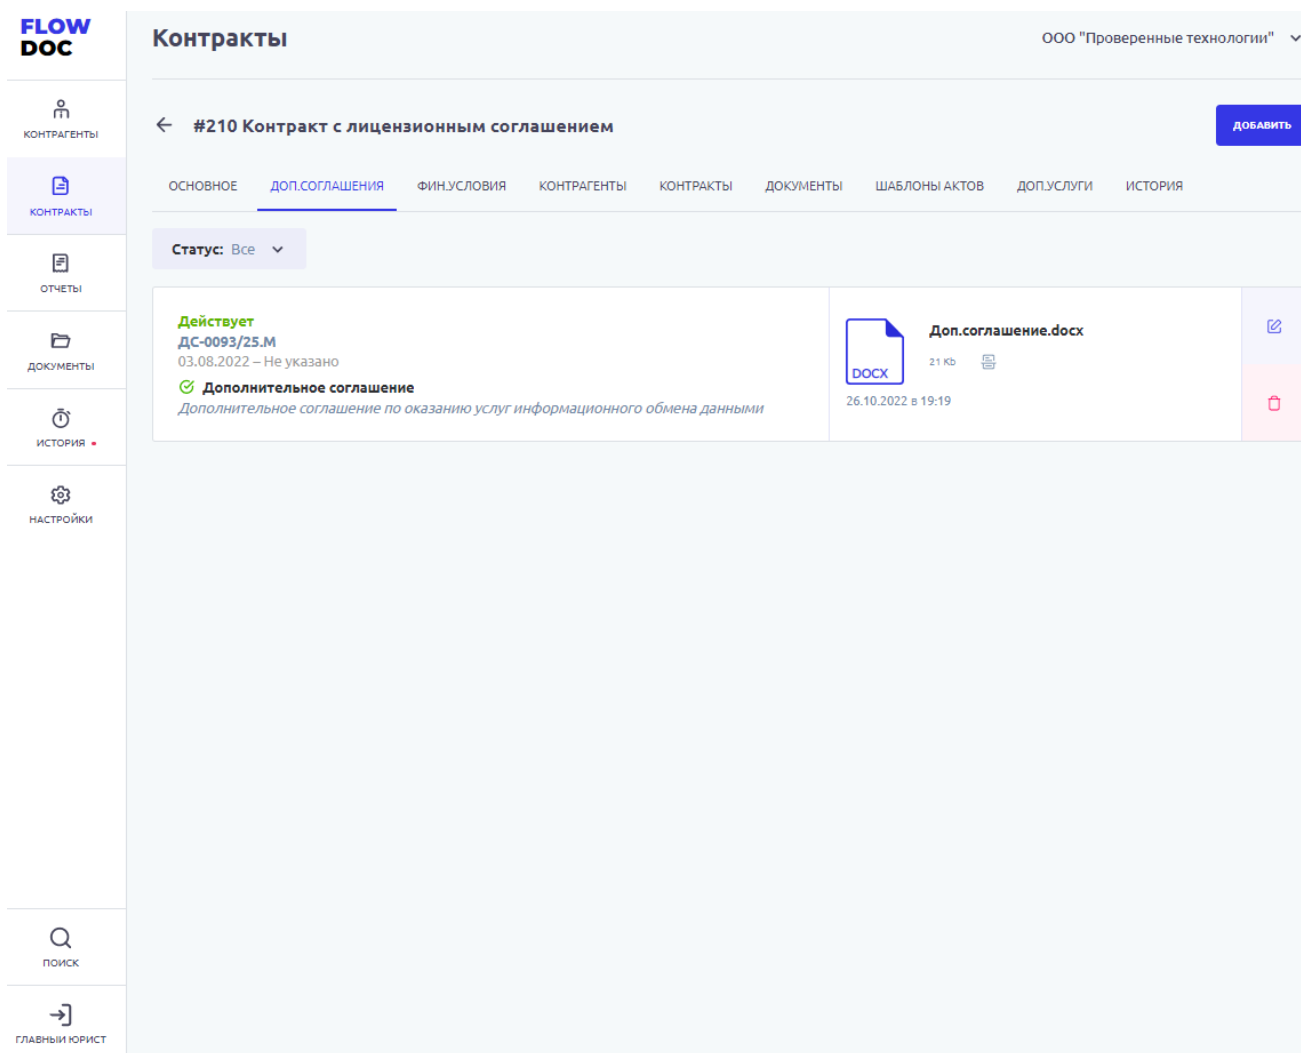 FLOW
DOC
Контракты
ООО "Проверенные технологии"
КОНТРАГЕНТЫ
КОНТРАКТЫ
ОТЧЕТЫ
ДОКУМЕНТЫ
ИСТОРИЯ
НАСТРОЙКИ
ПОИСК
ГЛАВНЫЙ ЮРИСТ
#210 Контракт с лицензионным соглашением
ДОБАВИТЬ
ОСНОВНОЕ ДОП.СОГЛАШЕНИЯ ФИН.УСЛОВИЯ КОНТРАГЕНТЫ КОНТРАКТЫ ДОКУМЕНТЫ ШАБЛОНЫ АКТОВ ДОП.УСЛУГИ ИСТОРИЯ
Статус: Все
Действует
ДС-0093/25.М
03.08.2022 – Не указано
Дополнительное соглашение
Дополнительное соглашение по оказанию услуг информационного обмена данными
DOCX
Доп.соглашение.docx
21 Kb
26.10.2022 в 19:19